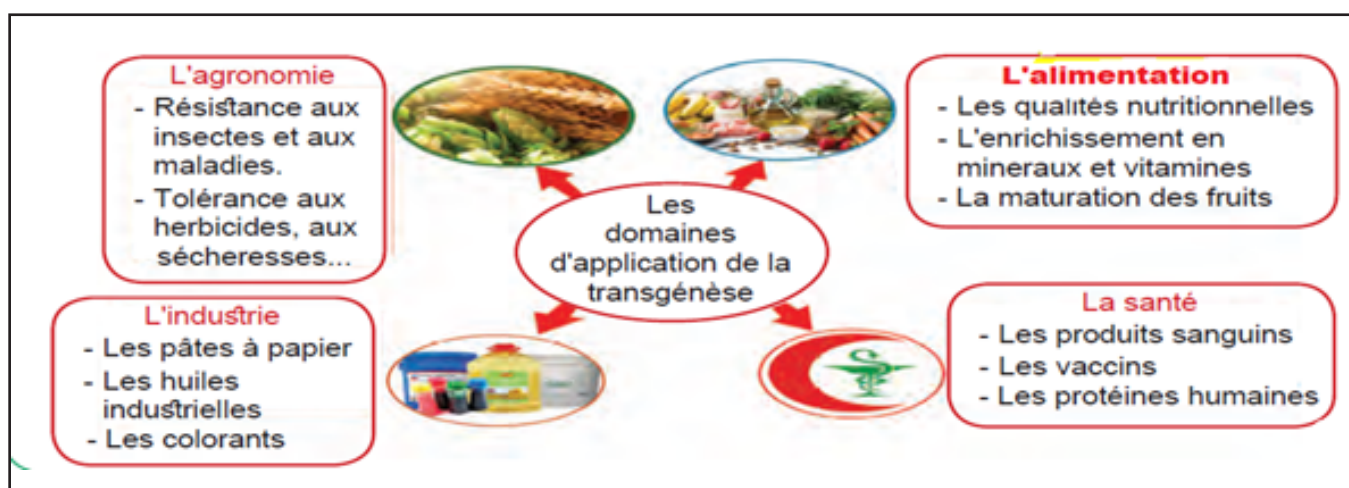 L'agronomie
- Résistance aux
insectes et aux
maladies.
- Tolérance aux
herbicides, aux
sécheresses...
L'alimentation
- Les qualités nutritionnelles
- L'enrichissement en
mineraux et vitamines
- La maturation des fruits
Les
domaines
d'application de la
transgénèse
L'industrie
- Les pâtes à papier
- Les huiles
industrielles
- Les colorants
La santé
- Les produits sanguins
- Les vaccins
- Les protéines humaines